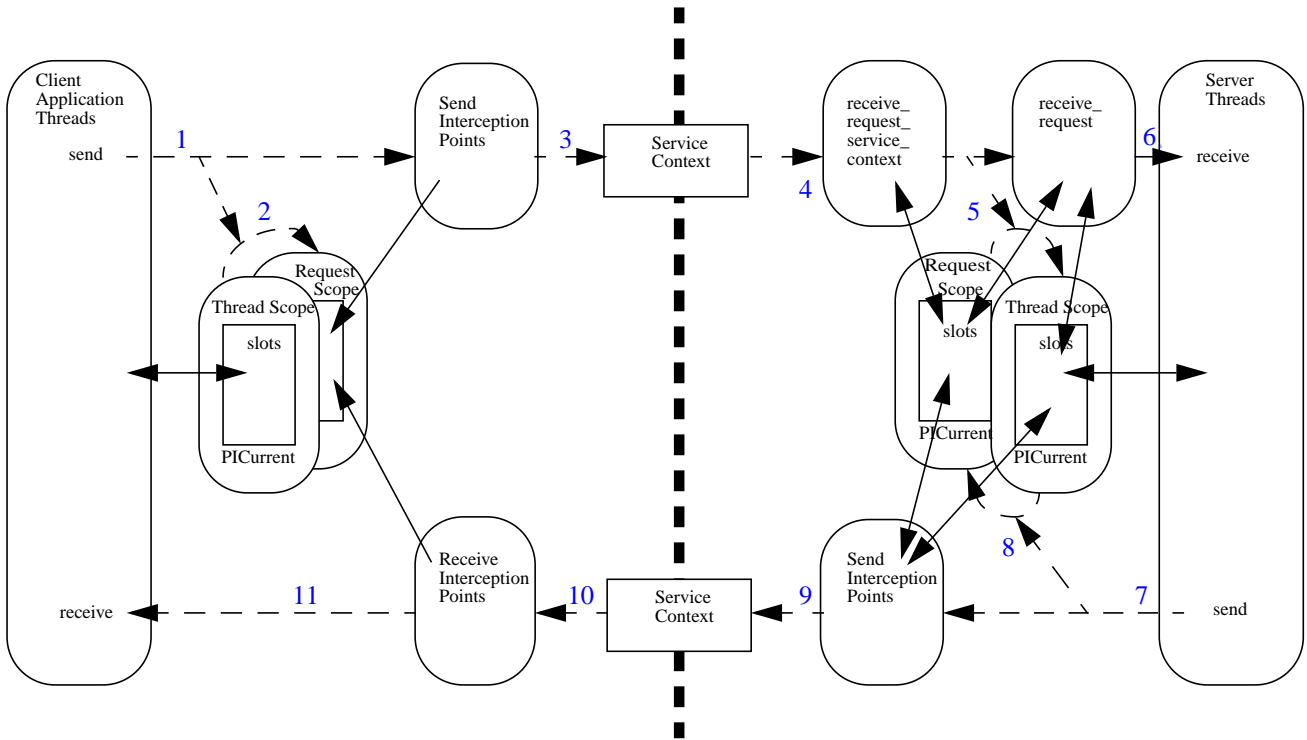 Client
Application
Threads
send
1
2
Send
Interception
Points
3
Service
Context
4
receive_
request_
service_
context
5
receive_
request
6
Server
Threads
receive
Request
Scope
Thread Scope
slots
PICurrent
Request
Scope
slots
PICurrent
Thread Scope
slots
PICurrent
8
7
send
Send
Interception
Points
9
Service
Context
10
Receive
Interception
Points
11
receive